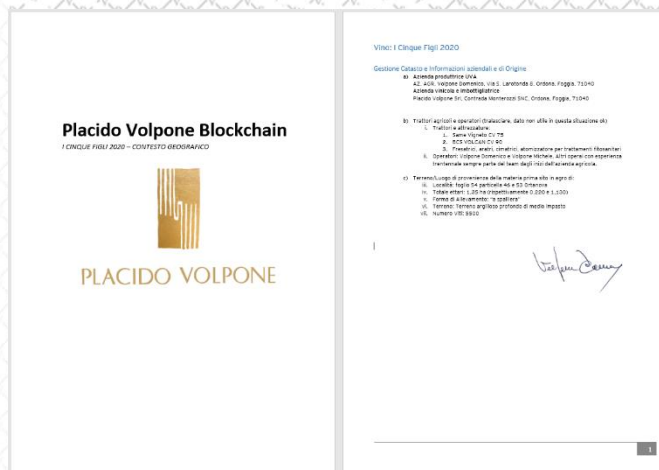 Placido Volpone Blockchain
I CINQUE FIGLI 2020 – CONTESTO GEOGRAFICO
PLACIDO VOLPONE
Vino: I Cinque Figli 2020
Gestione Catasto e Informazioni aziendali e di Origine
a) Azienda produttrice UVA
AZ. AGR. Volpone Domenico, Via S. Larotonda 8, Ordona, Foggia, 71040
Azienda vinicola e imbottigliatrice
Placido Volpone Srl, Contrada Monterozzi SNC, Ordona, Foggia, 71040
b) Trattori agricoli e operatori (tralasciare, dato non utile in questa situazione ok)
i. Trattori e attrezzature:
1. Same Vigneto CV 75
2. BCS VOLCAN CV 90
3. Fresatrici, aratri, cimatrici, atomizzatore per trattamenti fitosanitari
ii. Operatori: Volpone Domenico e Volpone Michele. Altri operai con esperienza
trentennale sempre parte del team dagli inizi dell'azienda agricola.
c) Terreno/Luogo di provenienza della materia prima sito in agro di:
iii. Località: foglio 54 particella 46 e 53 Ortanova
iv. Totale ettari: 1,35 ha (rispettivamente 0.200 e 1.100)
v. Forma di Allevamento: "a spalliera"
vi. Terreno: Terreno argilloso profondo di medio impasto
vii. Numero Viti: 9800
1